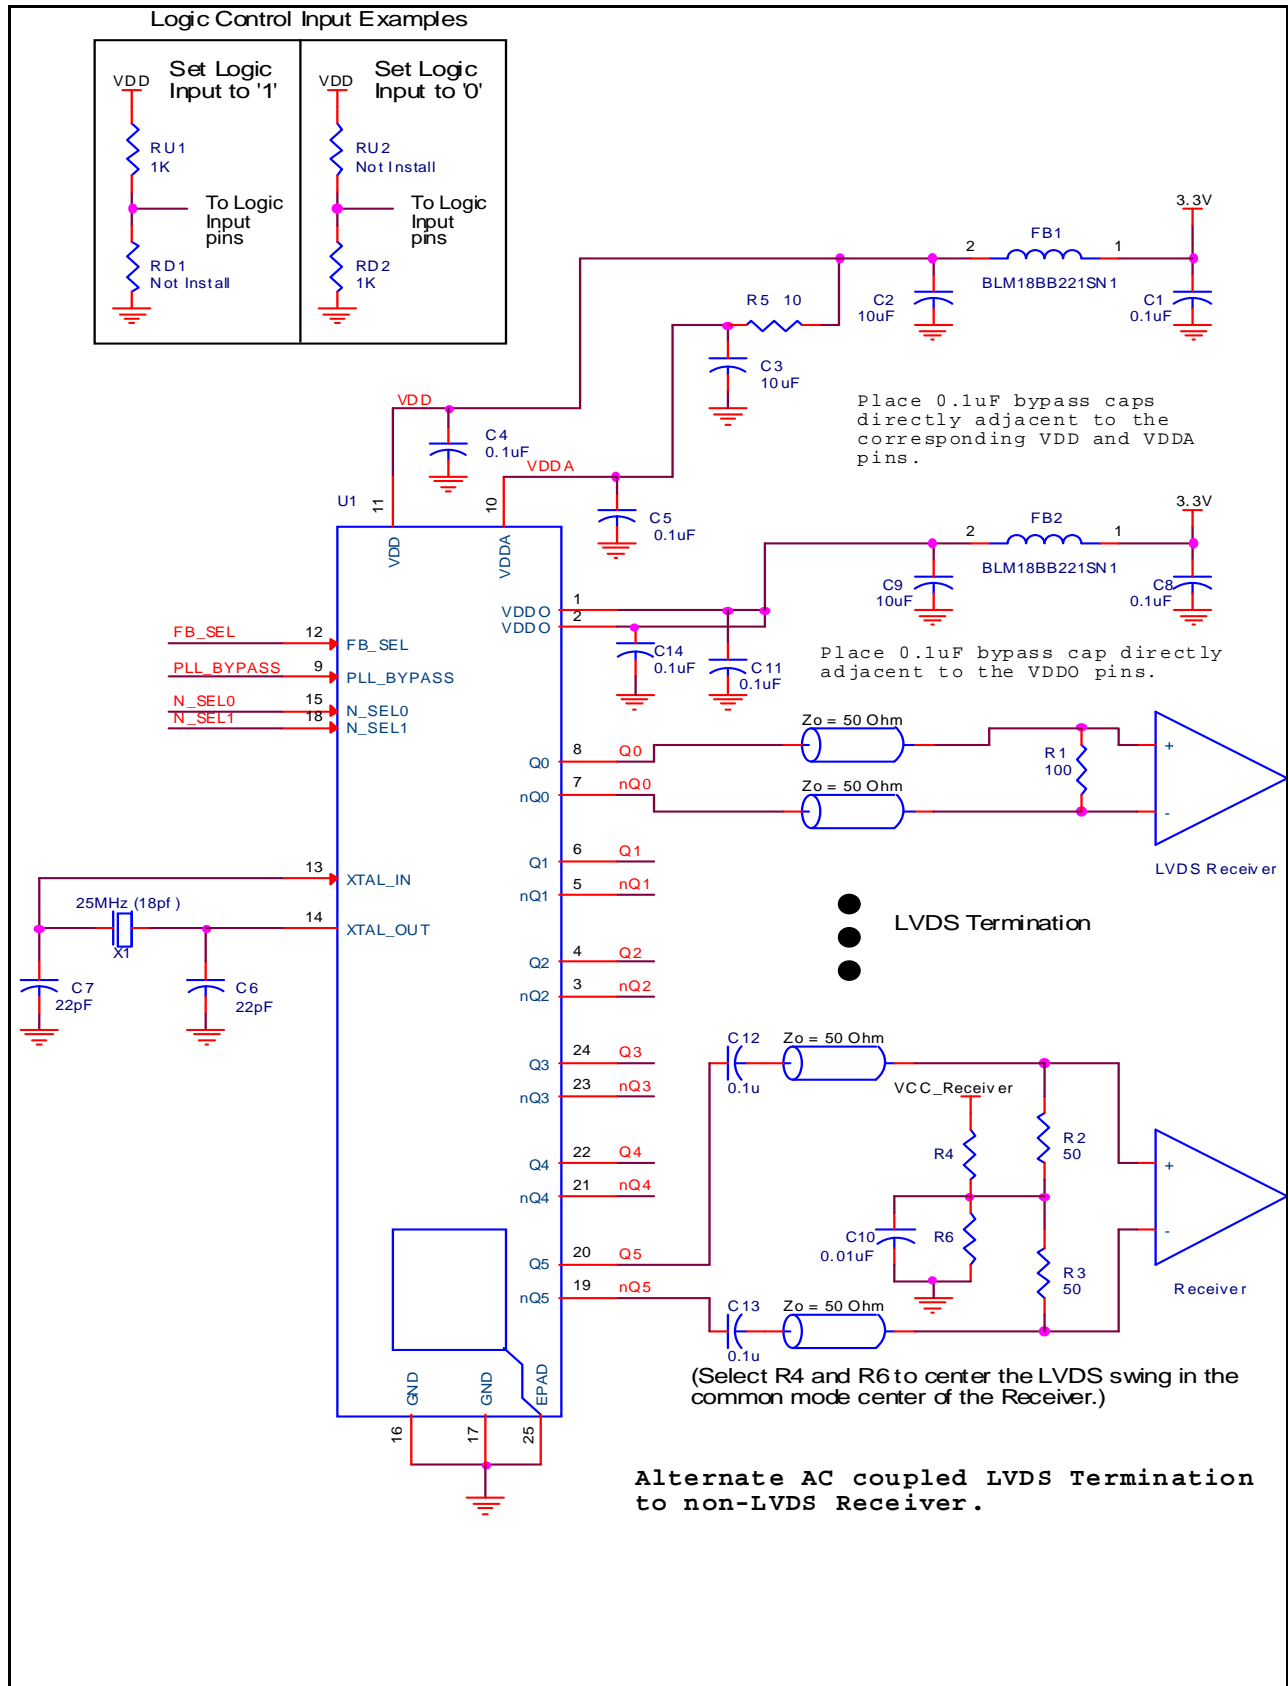 Logic Control Input Examples
Set Logic
Input to '1'
VDD
RU1
1K
To Logic
Input
pins
RD1
Not Install
Set Logic
Input to '0'
VDD
RU2
Not Install
To Logic
Input
pins
RD2
1K
3.3V
FB1
2
1
BLM18BB221SN1
C2
10uF
C1
0.1uF
R5 10
C3
10uF
Place 0.1uF bypass caps
directly adjacent to the
corresponding VDD and VDDA
pins.
VDD
C4
0.1uF
VDDA
C5
0.1uF
U1
11
10
VDD
VDDA
3.3V
FB2
2
1
BLM18BB221SN1
C9
10uF
C8
0.1uF
VDDO
1
VDDO
2
C14
0.1uF
C11
0.1uF
Place 0.1uF bypass cap directly
adjacent to the VDDO pins.
FB_SEL
12
FB_SEL
PLL_BYPASS
9
PLL_BYPASS
N_SEL0
15
N_SEL0
N_SEL1
18
N_SEL1
Q0
8
Q0
nQ0
7
nQ0
Zo = 50 Ohm
Zo = 50 Ohm
R1
100
+
-
LVDS Receiver
Q1
6
Q1
nQ1
5
nQ1
LVDS Termination
13
XTAL_IN
25MHz (18pf)
X1
14
XTAL_OUT
C7
22pF
C6
22pF
Q2
4
Q2
nQ2
3
nQ2
Q3
24
Q3
nQ3
23
nQ3
Q4
22
Q4
nQ4
21
nQ4
Q5
20
Q5
nQ5
19
nQ5
C12
0.1u
Zo = 50 Ohm
VCC_Receiver
R4
R2
50
C10
0.01uF
R6
R3
50
+
-
Receiver
C13
0.1u
Zo = 50 Ohm
(Select R4 and R6 to center the LVDS swing in the
common mode center of the Receiver.)
GND
GND
EPAD
16
17
25
Alternate AC coupled LVDS Termination
to non-LVDS Receiver.